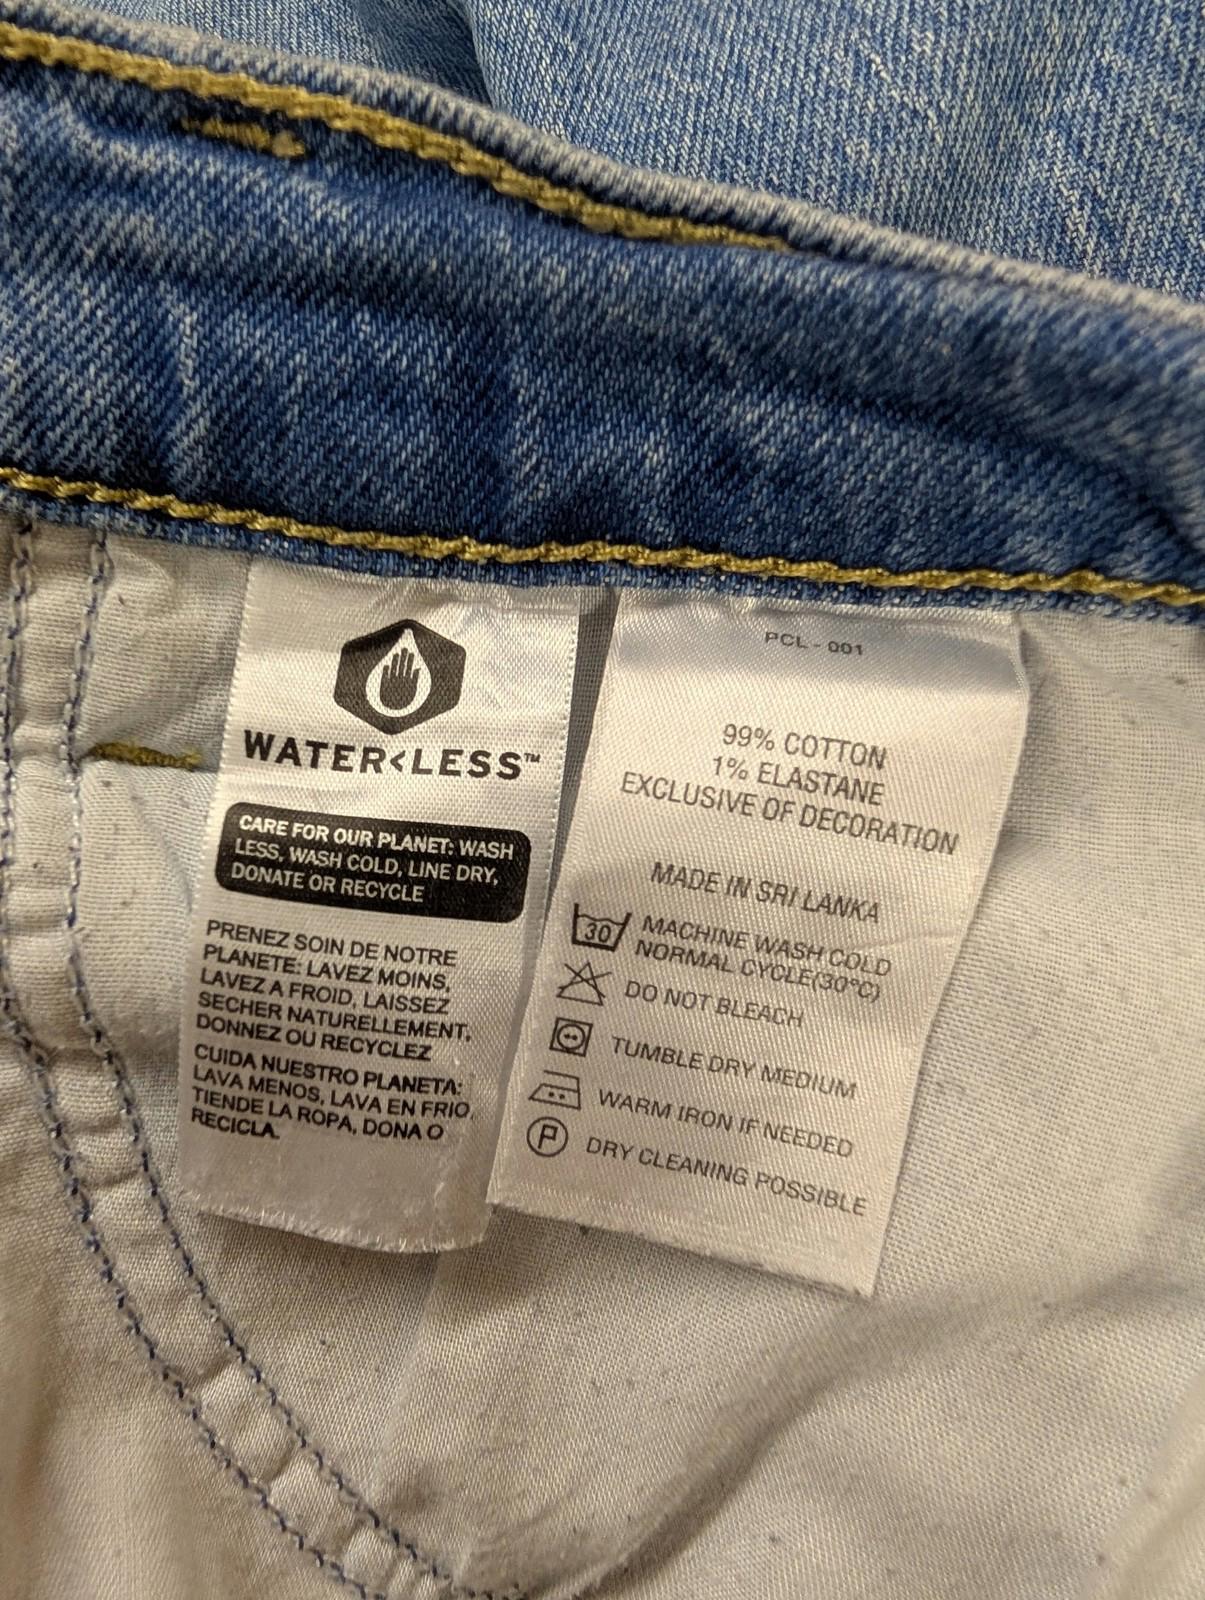 WATER<LESS™
CARE FOR OUR PLANET: WASH
LESS, WASH COLD, LINE DRY,
DONATE OR RECYCLE
PRENEZ SOIN DE NOTRE
PLANETE: LAVEZ MOINS,
LAVEZ A FROID, LAISSEZ
SECHER NATURELLEMENT,
DONNEZ OU RECYCLEZ
CUIDA NUESTRO PLANETA:
LAVA MENOS, LAVA EN FRIO,
TIENDE LA ROPA, DONA O
RECICLA.
PCL - 001
99% COTTON
1% ELASTANE
EXCLUSIVE OF DECORATION
MADE IN SRI LANKA
30 MACHINE WASH COLD
NORMAL CYCLE(30°C)
DO NOT BLEACH
TUMBLE DRY MEDIUM
WARM IRON IF NEEDED
P DRY CLEANING POSSIBLE